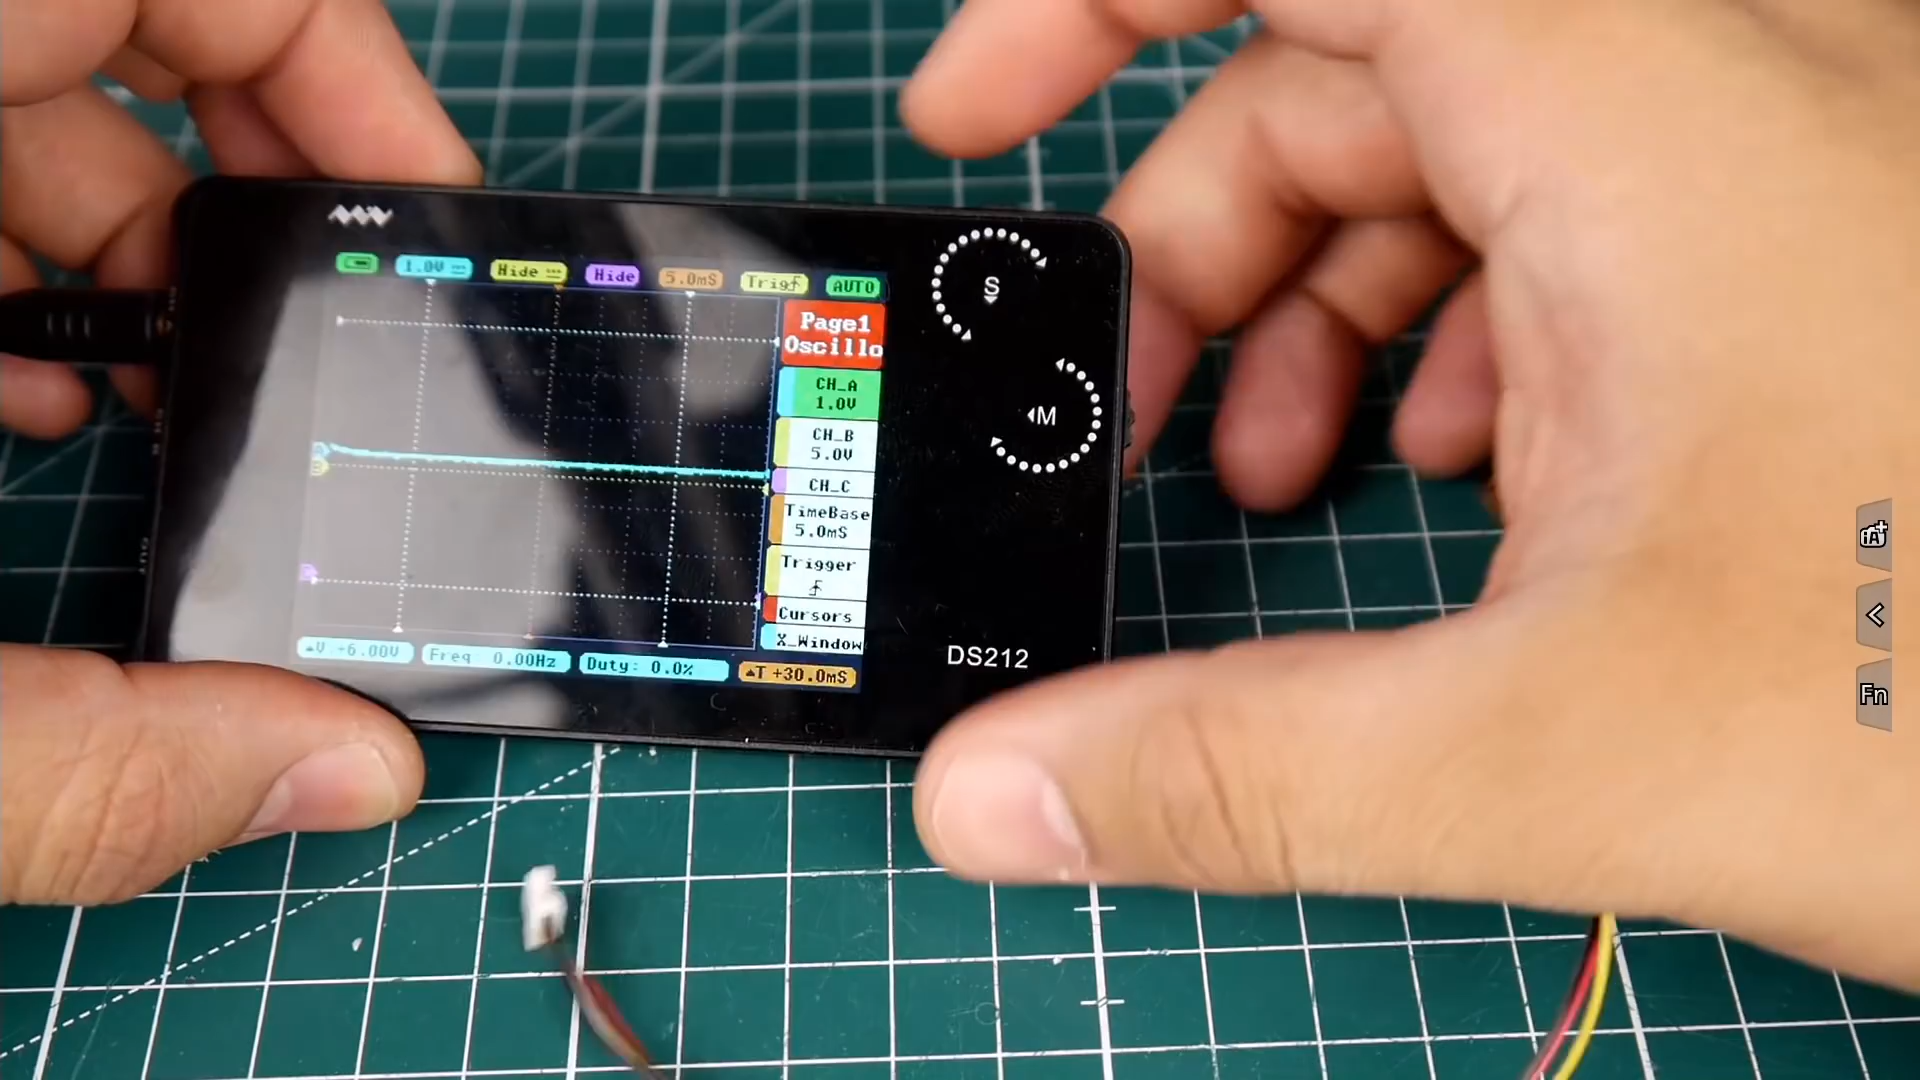 1.0V Hide Hide 5.0mS Trig AUTO
Page1
Oscillo
CH_A
1.0V
CH_B
5.0V
CH_C
TimeBase
5.0mS
Trigger
Cursors
X_Window
▲V +6.00V Freq: 0.00Hz Duty: 0.0% ▲T +30.0mS
S
M
DS212
iA+
Fn